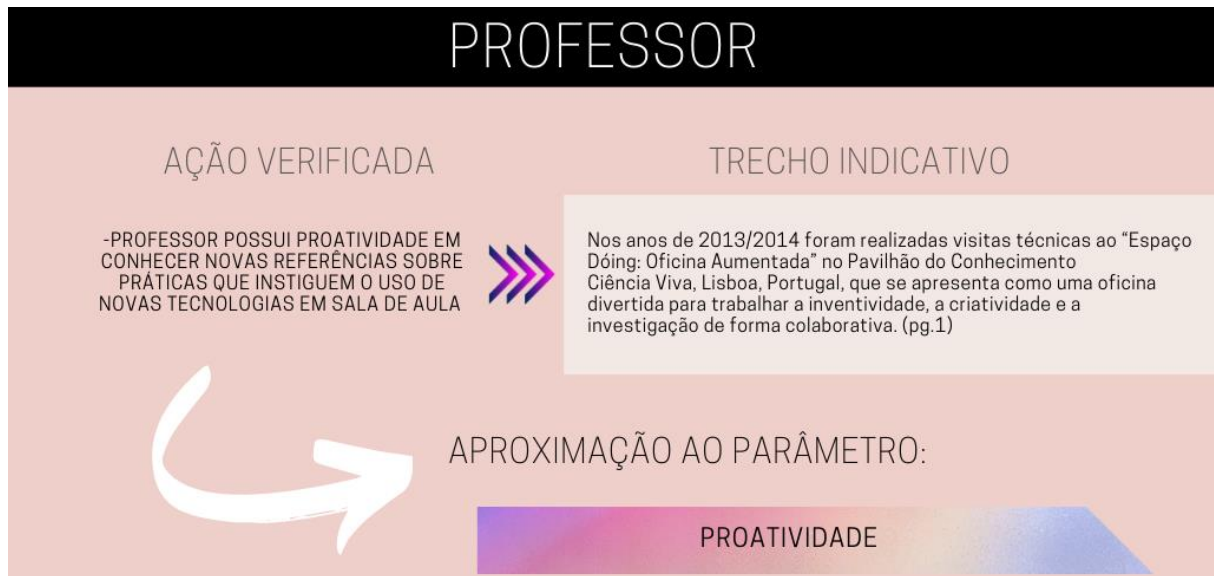 PROFESSOR
AÇÃO VERIFICADA
-PROFESSOR POSSUI PROATIVIDADE EM
CONHECER NOVAS REFERÊNCIAS SOBRE
PRÁTICAS QUE INSTIGUEM O USO DE
NOVAS TECNOLOGIAS EM SALA DE AULA
TRECHO INDICATIVO
Nos anos de 2013/2014 foram realizadas visitas técnicas ao “Espaço
Dóing: Oficina Aumentada” no Pavilhão do Conhecimento
Ciência Viva, Lisboa, Portugal, que se apresenta como uma oficina
divertida para trabalhar a inventividade, a criatividade e a
investigação de forma colaborativa. (pg.1)
APROXIMAÇÃO AO PARÂMETRO:
PROATIVIDADE